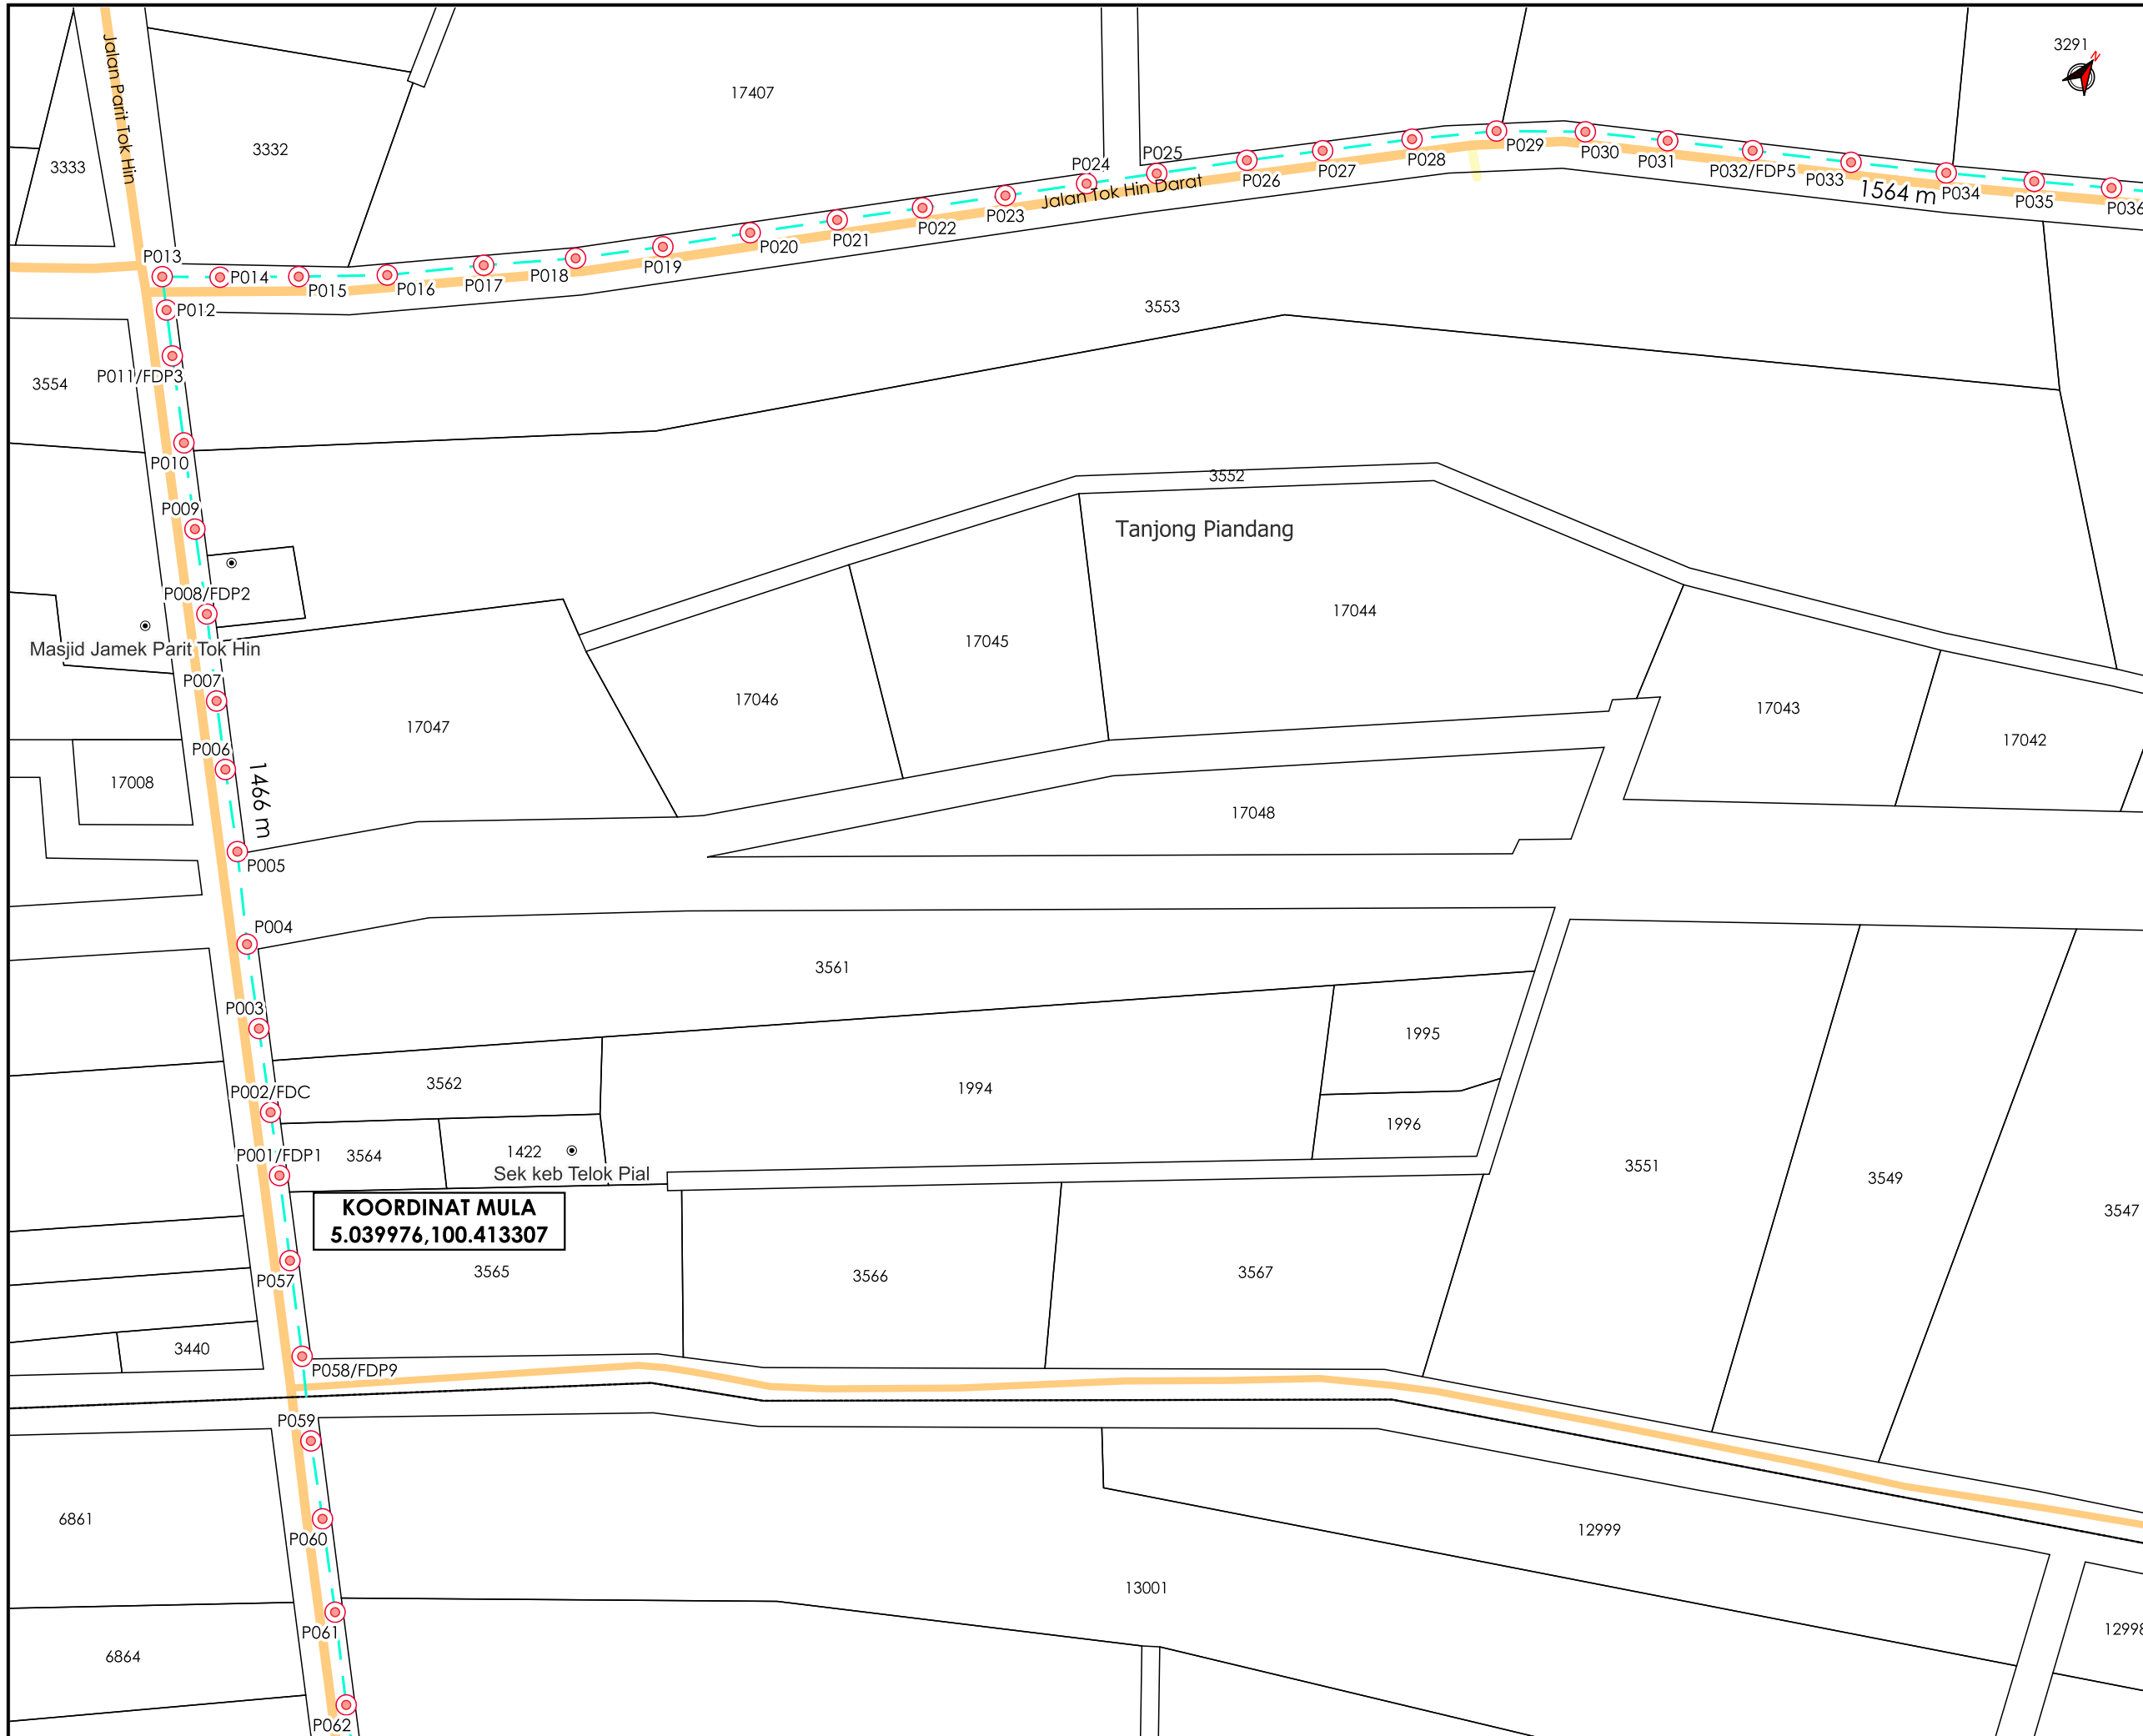 3291
N
Jalan Parit Tok Hin
17407
3333
3332
P024
P025
P029
P030
P031
P028
P027
P026
P032/FDP5
P033
1564 m
P034
P035
P036
Jalan Tok Hin Darat
P023
P022
P021
P020
P019
P018
P017
P016
P015
P014
P013
P012
3553
P011/FDP3
3554
P010
3552
P009
Tanjong Piandang
P008/FDP2
17044
17045
Masjid Jamek Parit Tok Hin
P007
17046
17043
17047
17042
P006
17008
1466 m
17048
P005
P004
3561
P003
1995
3562
1994
P002/FDC
1996
1422
P001/FDP1
3564
Sek keb Telok Pial
3551
3549
KOORDINAT MULA
5.039976,100.413307
3547
3565
3566
3567
P057
3440
P058/FDP9
P059
6861
P060
12999
13001
P061
12998
6864
P062